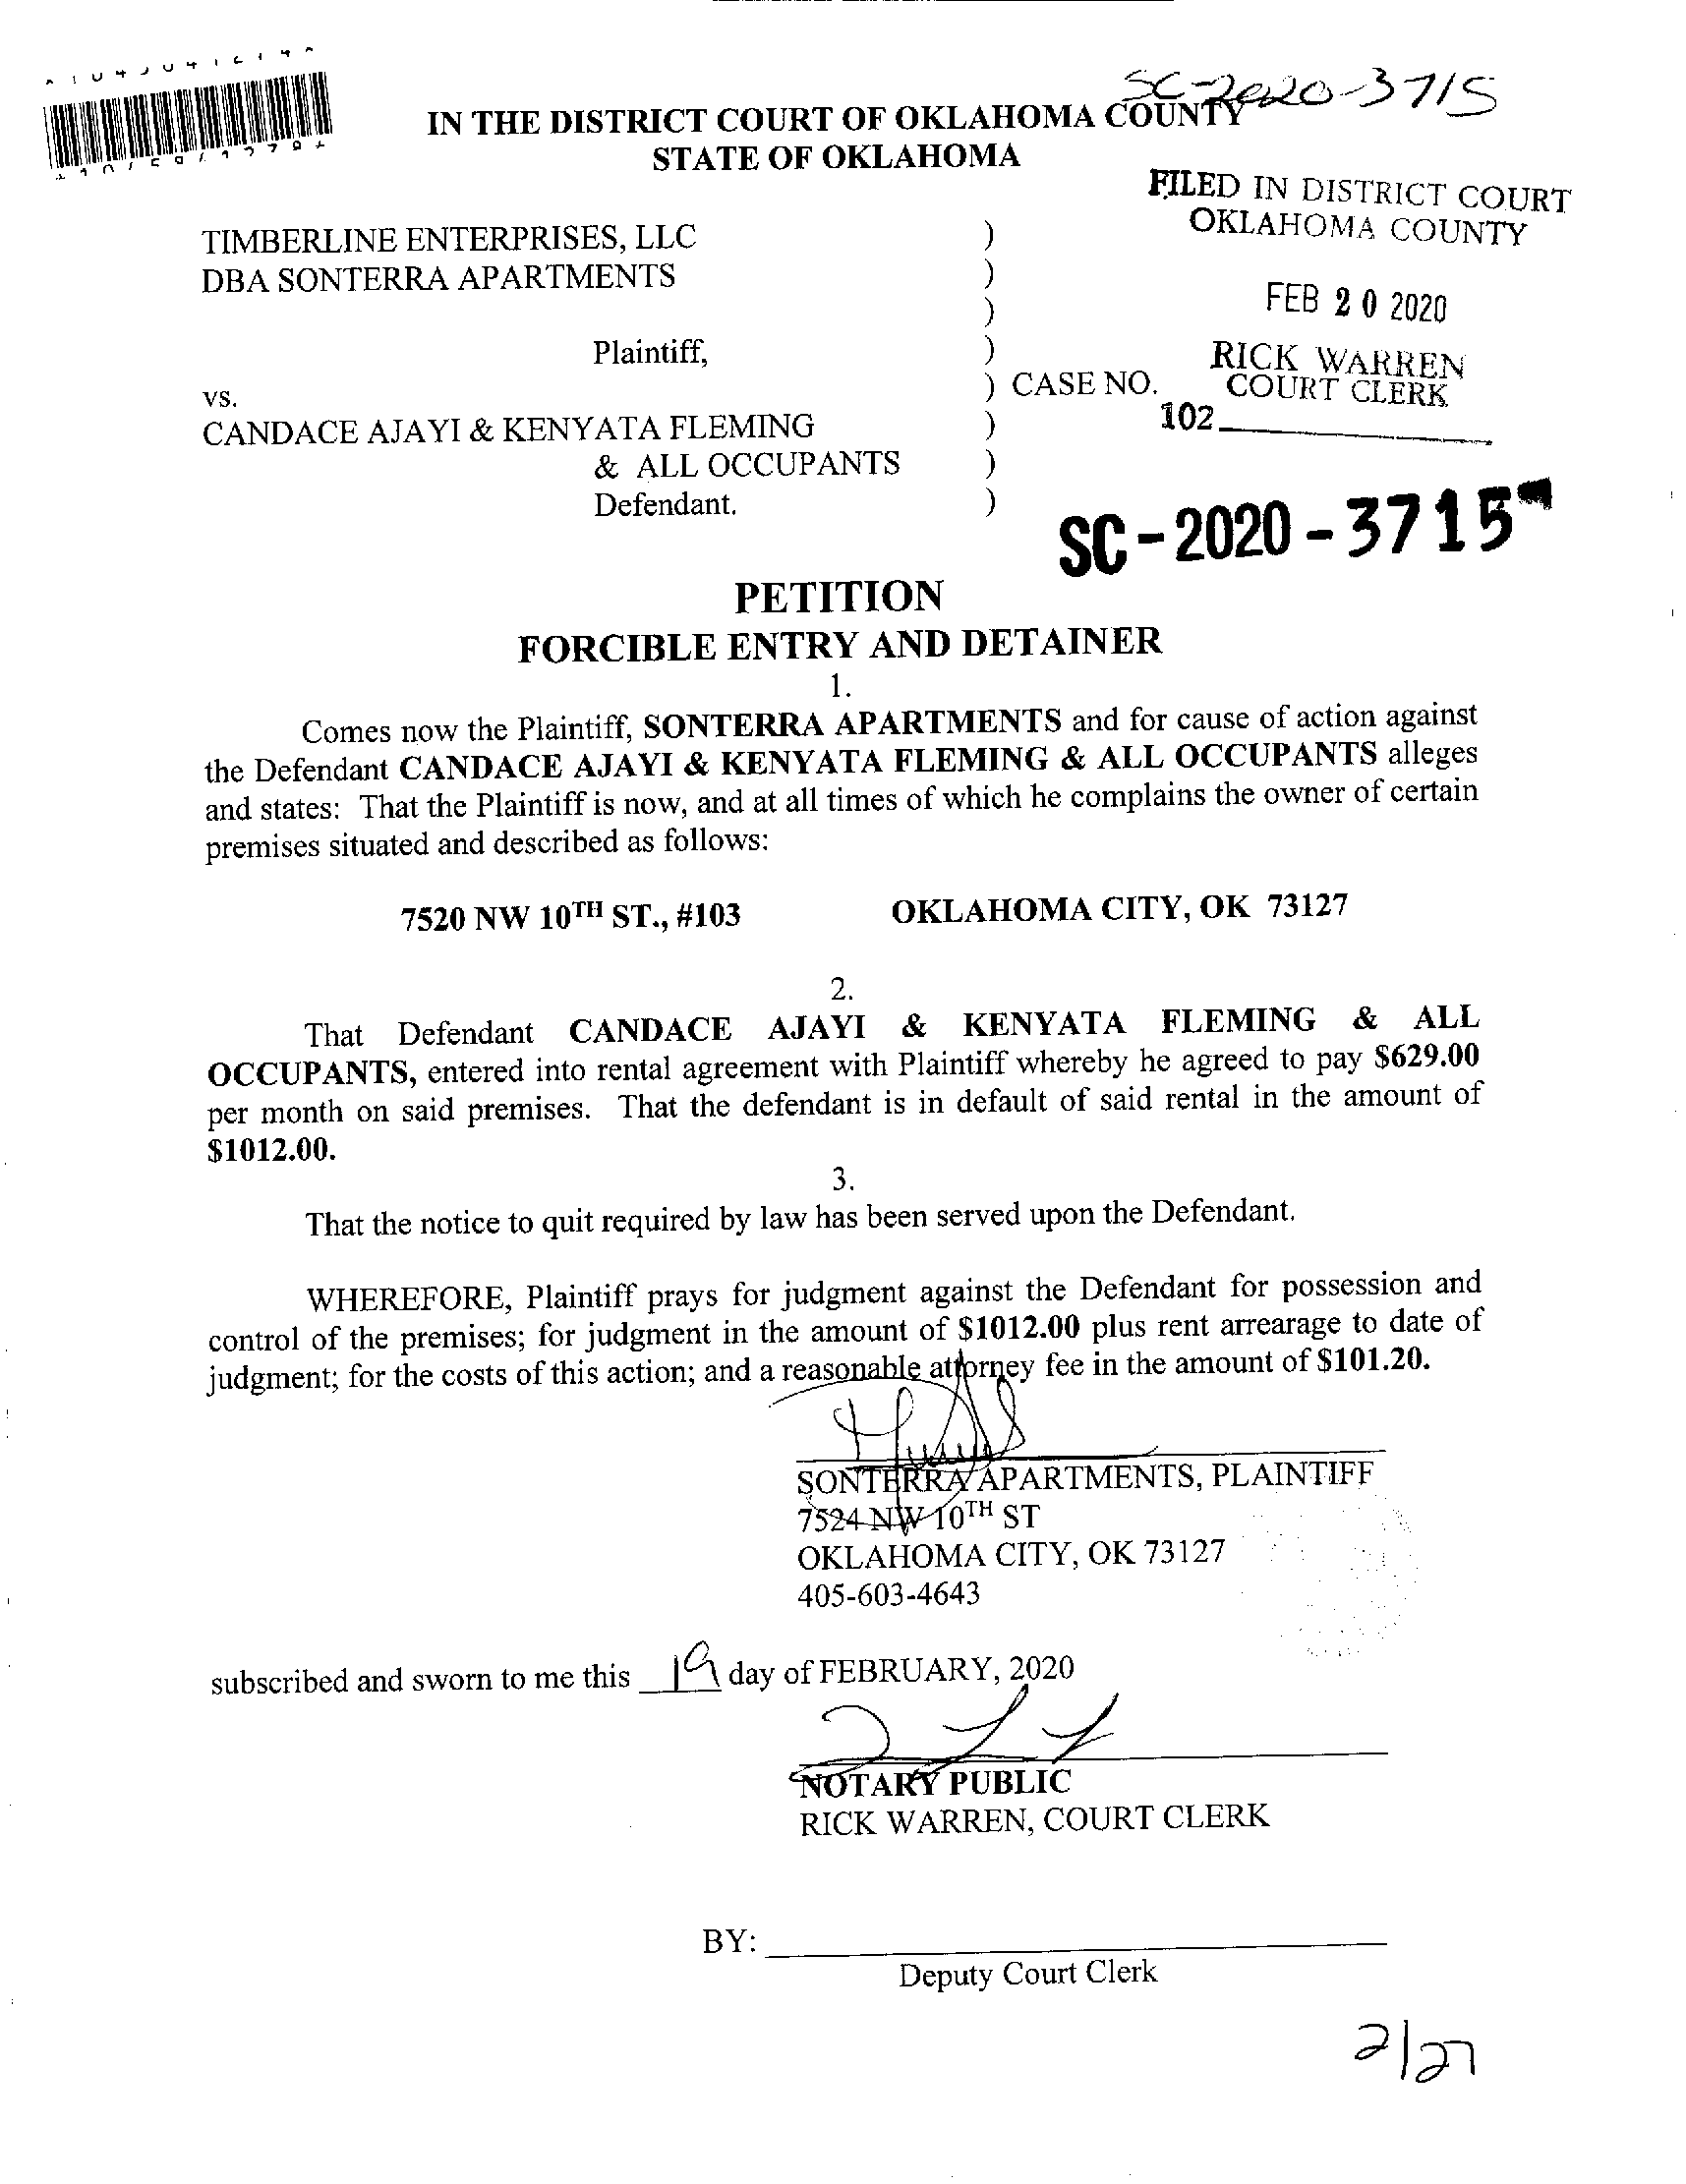 SC-2020-3715
IN THE DISTRICT COURT OF OKLAHOMA COUNTY
STATE OF OKLAHOMA
FILED IN DISTRICT COURT
OKLAHOMA COUNTY
TIMBERLINE ENTERPRISES, LLC )
DBA SONTERRA APARTMENTS )
)
FEB 20 2020
Plaintiff, )
RICK WARREN
vs. ) CASE NO.
COURT CLERK
CANDACE AJAYI & KENYATA FLEMING )
102
& ALL OCCUPANTS )
Defendant. )
SC-2020-3715
PETITION
FORCIBLE ENTRY AND DETAINER
1.
Comes now the Plaintiff, SONTERRA APARTMENTS and for cause of action against
the Defendant CANDACE AJAYI & KENYATA FLEMING & ALL OCCUPANTS alleges
and states: That the Plaintiff is now, and at all times of which he complains the owner of certain
premises situated and described as follows:
7520 NW 10TH ST., #103 OKLAHOMA CITY, OK 73127
2.
That Defendant CANDACE AJAYI & KENYATA FLEMING & ALL
OCCUPANTS, entered into rental agreement with Plaintiff whereby he agreed to pay $629.00
per month on said premises. That the defendant is in default of said rental in the amount of
$1012.00.
3.
That the notice to quit required by law has been served upon the Defendant.
WHEREFORE, Plaintiff prays for judgment against the Defendant for possession and
control of the premises; for judgment in the amount of $1012.00 plus rent arrearage to date of
judgment; for the costs of this action; and a reasonable attorney fee in the amount of $101.20.
SONTERRA APARTMENTS, PLAINTIFF
7524 NW 10TH ST
OKLAHOMA CITY, OK 73127
405-603-4643
subscribed and sworn to me this 19 day of FEBRUARY, 2020
NOTARY PUBLIC
RICK WARREN, COURT CLERK
BY:
Deputy Court Clerk
2/27